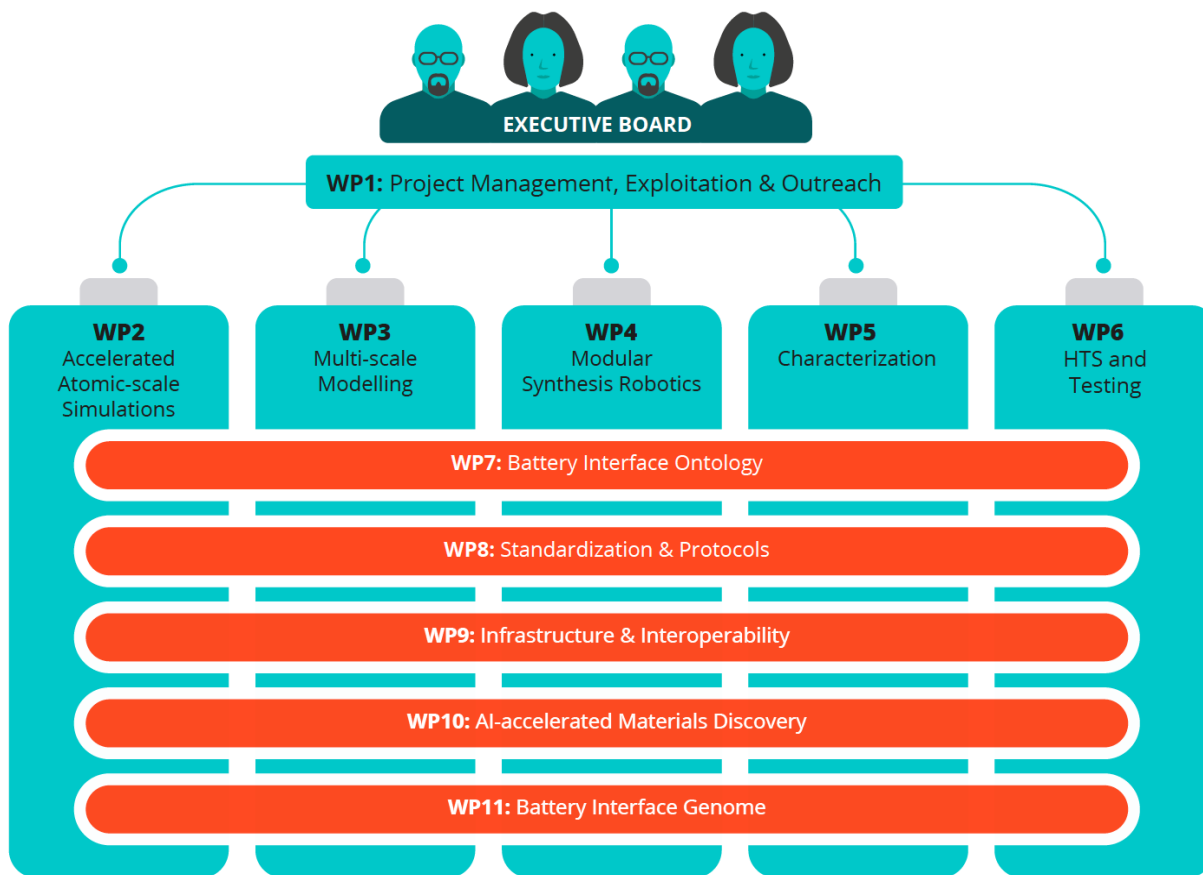 EXECUTIVE BOARD
WP1: Project Management, Exploitation & Outreach
WP2
Accelerated
Atomic-scale
Simulations
WP3
Multi-scale
Modelling
WP4
Modular
Synthesis Robotics
WP5
Characterization
WP6
HTS and
Testing
WP7: Battery Interface Ontology
WP8: Standardization & Protocols
WP9: Infrastructure & Interoperability
WP10: AI-accelerated Materials Discovery
WP11: Battery Interface Genome